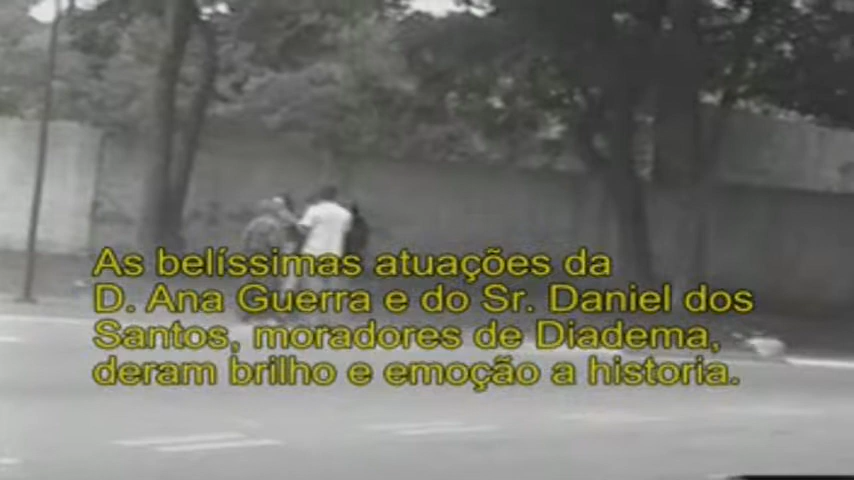 As belíssimas atuações da
D. Ana Guerra e do Sr. Daniel dos
Santos, moradores de Diadema,
deram brilho e emoção a historia.